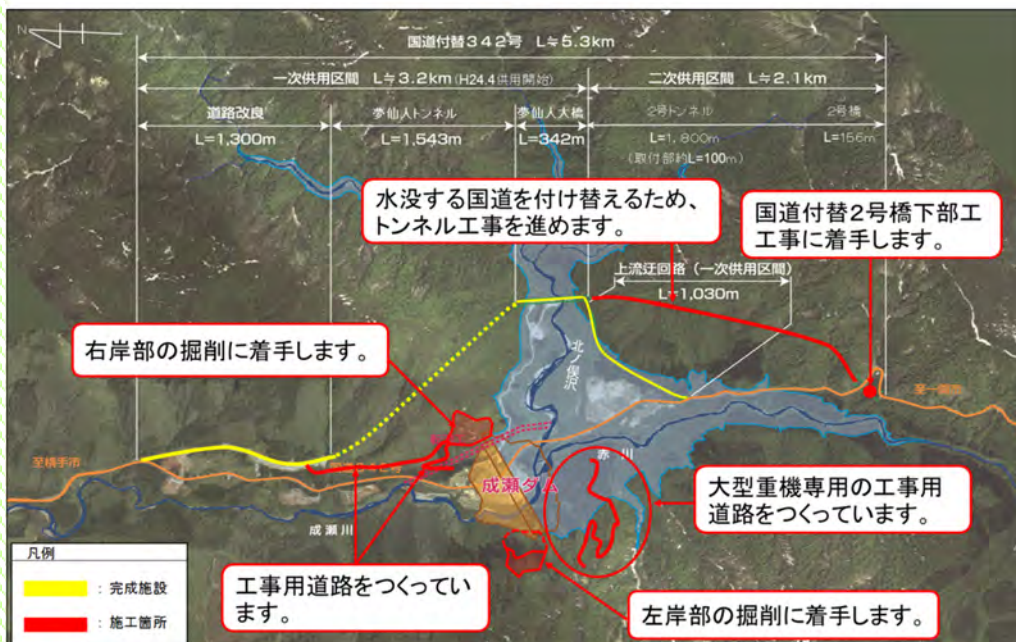 N
国道付替342号 L≒5.3km
一次供用区間 L≒3.2km(H24.4供用開始)
二次供用区間 L≒2.1km
道路改良
L=1,300m
夢仙人トンネル
L=1,543m
夢仙人大橋
L=342m
2号トンネル
L=1,800m
(取付部約L=100m)
2号橋
L=156m
水没する国道を付け替えるため、
トンネル工事を進めます。
国道付替2号橋下部工
工事に着手します。
上流迂回路(一次供用区間)
L=1,030m
右岸部の掘削に着手します。
北ノ俣沢
至一関市
至横手市
赤川
成瀬ダム
成瀬川
大型重機専用の工事用
道路をつくっています。
工事用道路をつくってい
ます。
左岸部の掘削に着手します。
凡例
:完成施設
:施工箇所